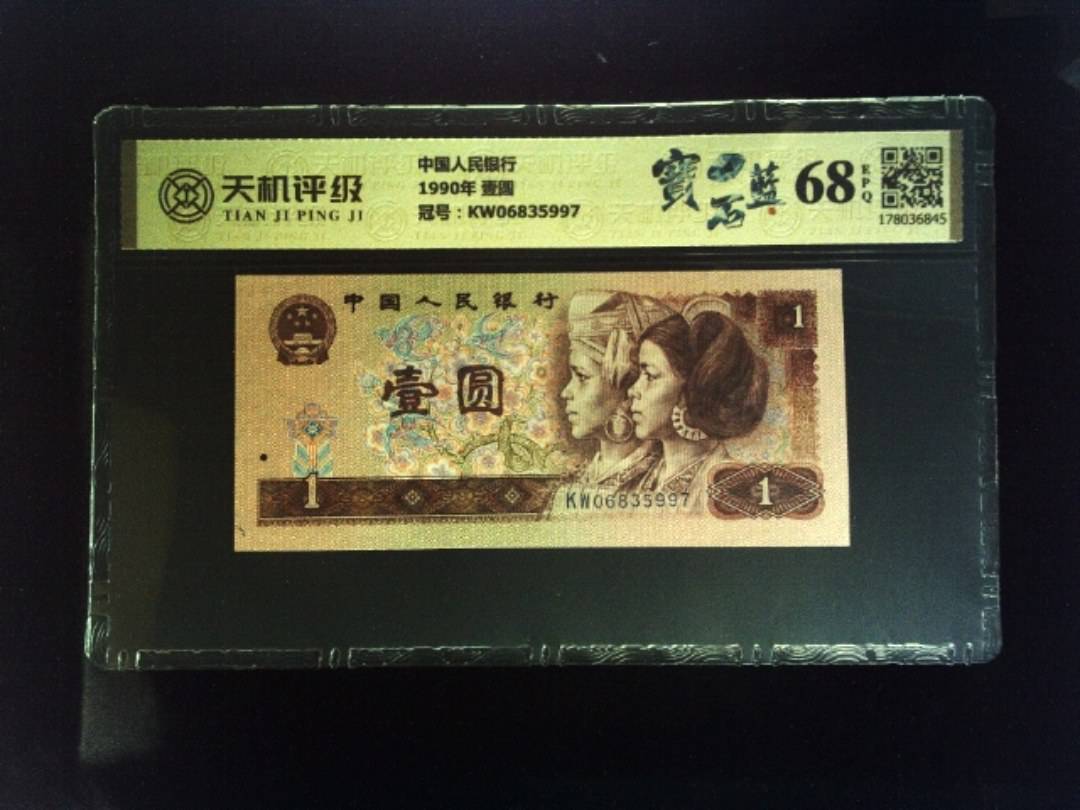 天机评级
TIAN JI PING JI
中国人民银行
1990年 壹圆
冠号：KW06835997
寶石藍
68
EPQ
178036845
中国人民银行
1
壹圆
1
KW06835997
1